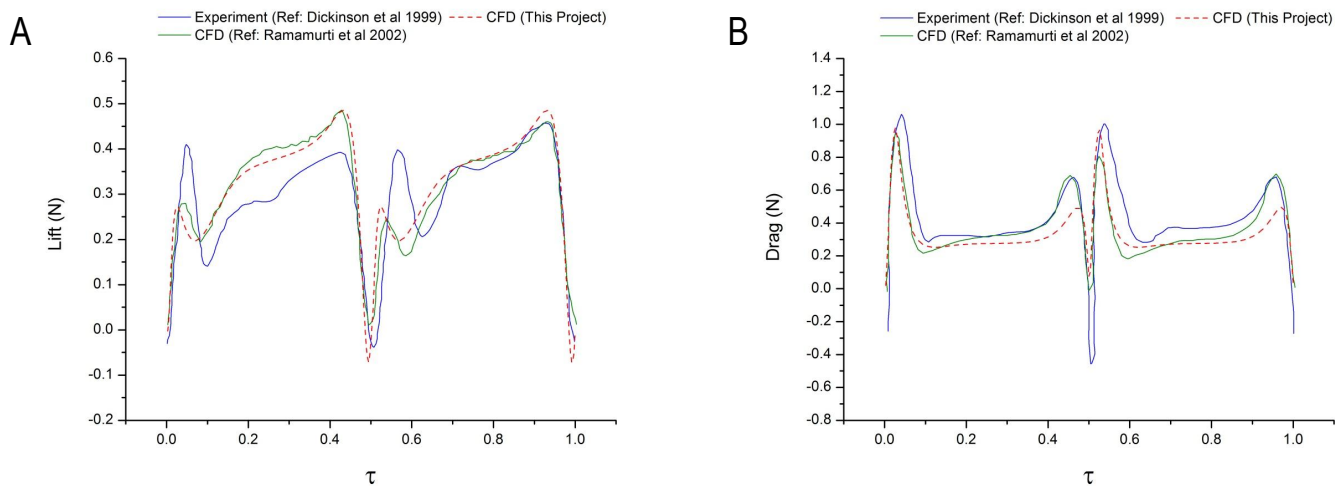 A
Experiment (Ref: Dickinson et al 1999) CFD (This Project)
CFD (Ref: Ramamurti et al 2002)
0.6
0.5
0.4
0.3
0.2
0.1
0.0
-0.1
-0.2
Lift (N)
0.0 0.2 0.4 0.6 0.8 1.0
τ
B
Experiment (Ref: Dickinson et al 1999) CFD (This Project)
CFD (Ref: Ramamurti et al 2002)
1.4
1.2
1.0
0.8
0.6
0.4
0.2
0.0
-0.2
-0.4
-0.6
-0.8
Drag (N)
0.0 0.2 0.4 0.6 0.8 1.0
τ